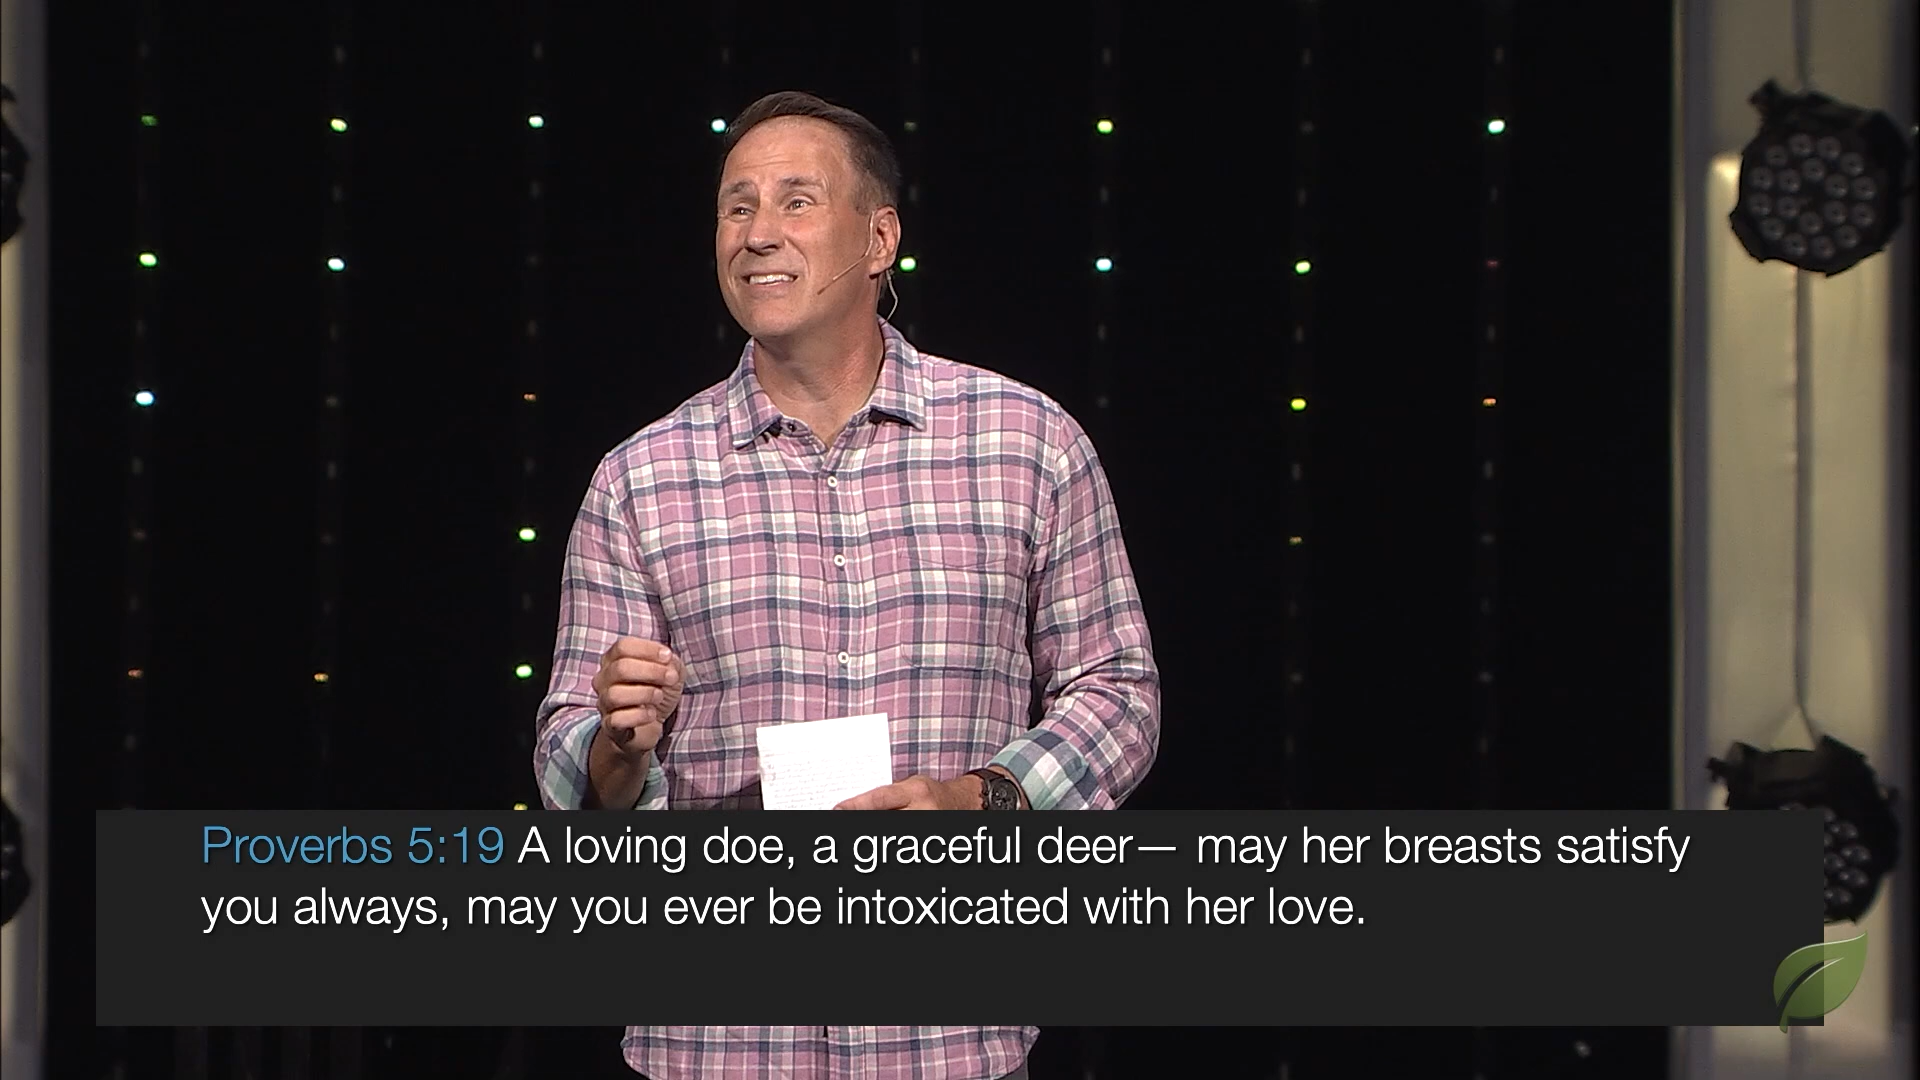 Proverbs 5:19 A loving doe, a graceful deer— may her breasts satisfy
you always, may you ever be intoxicated with her love.